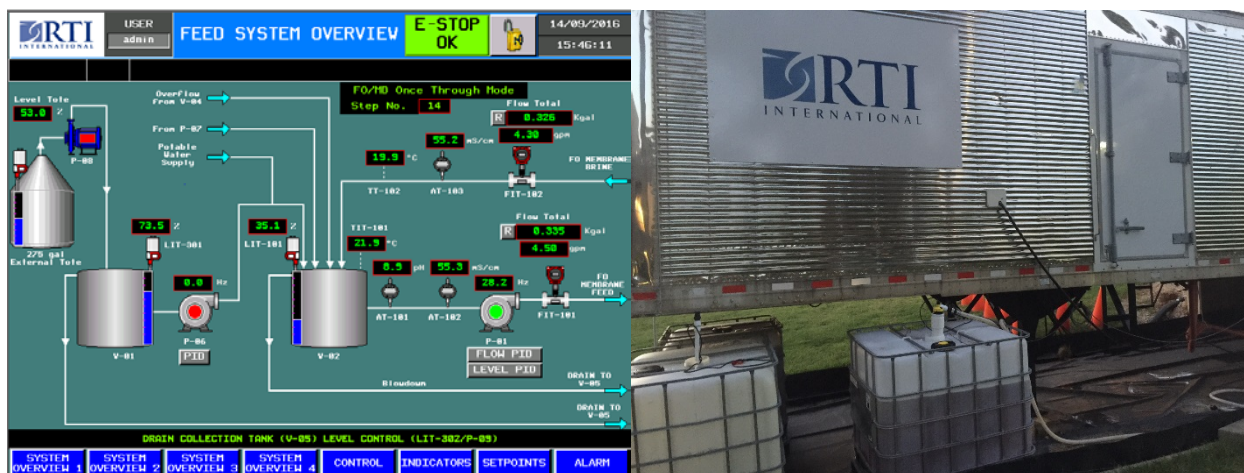 RTI
INTERNATIONAL
USER
admin
FEED SYSTEM OVERVIEW
E-STOP
OK
14/09/2016
15:46:11
FO/MD Once Through Mode
Step No. 14
Level Tote
53.0 %
P-08
275 gal
External Tote
Overflow
From V-04
From P-07
Potable
Water
Supply
Flow Total
R 0.326 Kgal
4.30 gpm
55.2 mS/cm
19.9 °C
TT-102
AT-103
FIT-102
FO MEMBRANE
BRINE
73.5 %
LIT-301
35.1 %
LIT-101
TIT-101
21.9 °C
Flow Total
R 0.335 Kgal
4.50 gpm
0.0 Hz
8.9 pH
55.3 mS/cm
28.2 Hz
FO
MEMBRANE
FEED
AT-101
AT-102
FIT-101
V-01
P-06
PID
V-02
P-01
FLOW PID
LEVEL PID
Blowdown
DRAIN TO
V-05
DRAIN TO
V-05
DRAIN COLLECTION TANK (V-05) LEVEL CONTROL (LIT-302/P-09)
SYSTEM
OVERVIEW 1
SYSTEM
OVERVIEW 2
SYSTEM
OVERVIEW 3
SYSTEM
OVERVIEW 4
CONTROL
INDICATORS
SETPOINTS
ALARM
RTI
INTERNATIONAL